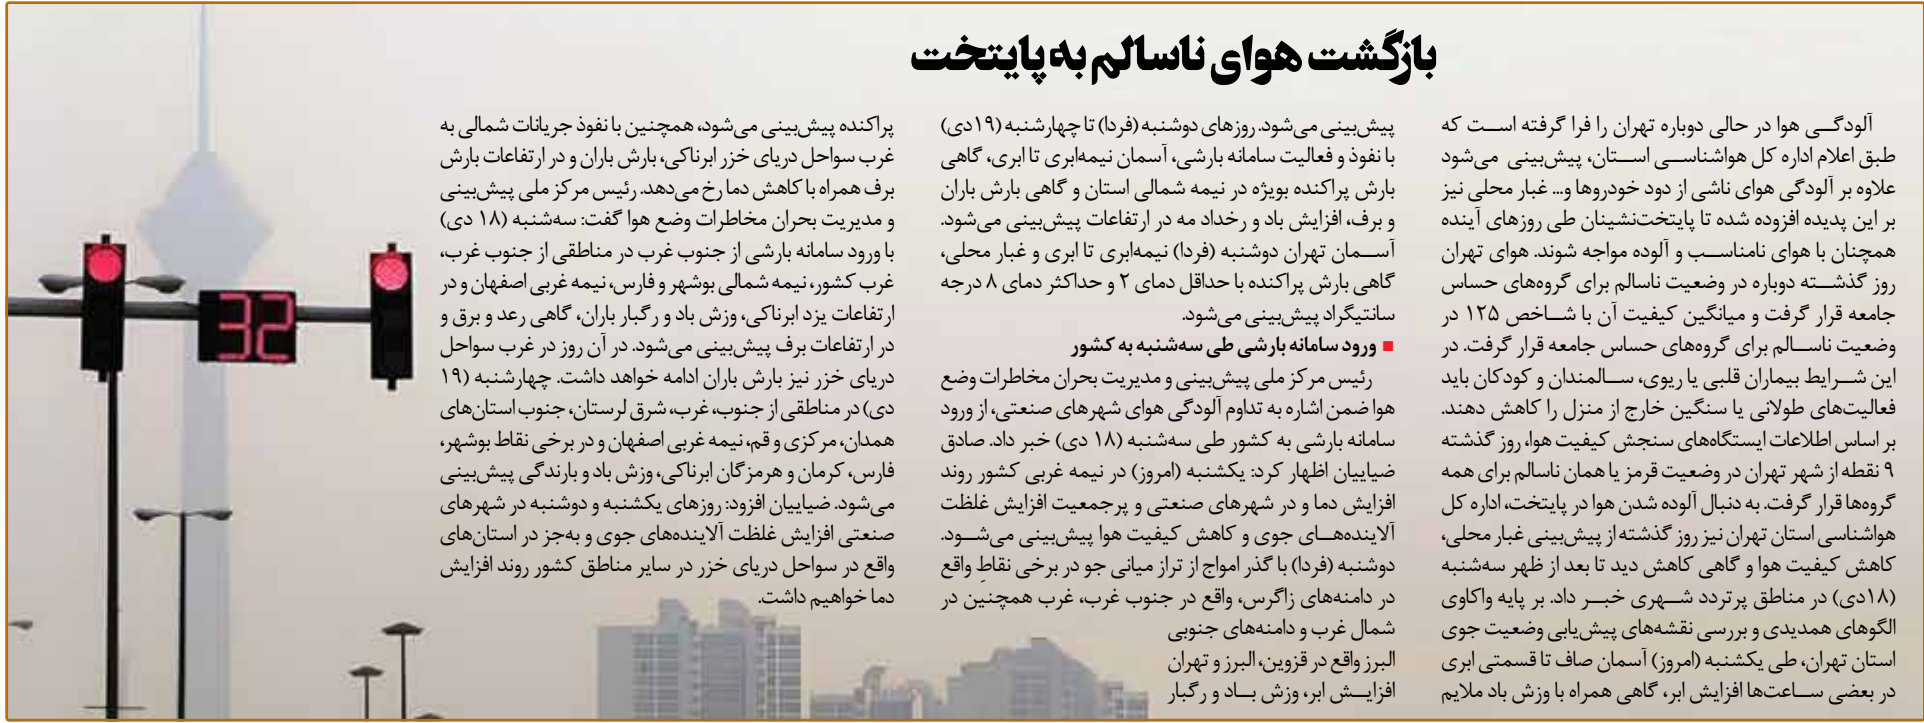 بازگشت هوای ناسالم به پایتخت
آلودگی هوا در حالی دوباره تهران را فرا گرفته است که
طبق اعلام اداره کل هواشناسی استان، پیش‌بینی می‌شود
علاوه بر آلودگی هوای ناشی از دود خودروها و... غبار محلی نیز
بر این پدیده افزوده شده تا پایتخت‌نشینان طی روزهای آینده
همچنان با هوای نامناسب و آلوده مواجه شوند. هوای تهران
روز گذشته دوباره در وضعیت ناسالم برای گروه‌های حساس
جامعه قرار گرفت و میانگین کیفیت آن با شاخص ۱۲۵ در
وضعیت ناسالم برای گروه‌های حساس جامعه قرار گرفت. در
این شرایط بیماران قلبی یا ریوی، سالمندان و کودکان باید
فعالیت‌های طولانی یا سنگین خارج از منزل را کاهش دهند.
بر اساس اطلاعات ایستگاه‌های سنجش کیفیت هوا، روز گذشته
۹ نقطه از شهر تهران در وضعیت قرمز یا همان ناسالم برای همه
گروه‌ها قرار گرفت. به دنبال آلوده شدن هوا در پایتخت، اداره کل
هواشناسی استان تهران نیز روز گذشته از پیش‌بینی غبار محلی،
کاهش کیفیت هوا و گاهی کاهش دید تا بعد از ظهر سه‌شنبه
(۱۸دی) در مناطق پرتردد شهری خبر داد. بر پایه واکاوی
الگوهای همدیدی و بررسی نقشه‌های پیش‌یابی وضعیت جوی
استان تهران، طی یکشنبه (امروز) آسمان صاف تا قسمتی ابری
در بعضی ساعت‌ها افزایش ابر، گاهی همراه با وزش باد ملایم
پیش‌بینی می‌شود. روزهای دوشنبه (فردا) تا چهارشنبه (۱۹دی)
با نفوذ و فعالیت سامانه بارشی، آسمان نیمه‌ابری تا ابری، گاهی
بارش پراکنده بویژه در نیمه شمالی استان و گاهی بارش باران
و برف، افزایش باد و رخداد مه در ارتفاعات پیش‌بینی می‌شود.
آسمان تهران دوشنبه (فردا) نیمه‌ابری تا ابری و غبار محلی،
گاهی بارش پراکنده با حداقل دمای ۲ و حداکثر دمای ۸ درجه
سانتیگراد پیش‌بینی می‌شود.
■ ورود سامانه بارشی طی سه‌شنبه به کشور
رئیس مرکز ملی پیش‌بینی و مدیریت بحران مخاطرات وضع
هوا ضمن اشاره به تداوم آلودگی هوای شهرهای صنعتی، از ورود
سامانه بارشی به کشور طی سه‌شنبه (۱۸ دی) خبر داد. صادق
ضیاییان اظهار کرد: یکشنبه (امروز) در نیمه غربی کشور روند
افزایش دما و در شهرهای صنعتی و پرجمعیت افزایش غلظت
آلاینده‌های جوی و کاهش کیفیت هوا پیش‌بینی می‌شود.
دوشنبه (فردا) با گذر امواج از تراز میانی جو در برخی نقاطِ واقع
در دامنه‌های زاگرس، واقع در جنوب غرب، غرب همچنین در
شمال غرب و دامنه‌های جنوبی
البرز واقع در قزوین، البرز و تهران
افزایش ابر، وزش باد و رگبار
پراکنده پیش‌بینی می‌شود، همچنین با نفوذ جریانات شمالی به
غرب سواحل دریای خزر ابرناکی، بارش باران و در ارتفاعات بارش
برف همراه با کاهش دما رخ می‌دهد. رئیس مرکز ملی پیش‌بینی
و مدیریت بحران مخاطرات وضع هوا گفت: سه‌شنبه (۱۸ دی)
با ورود سامانه بارشی از جنوب غرب در مناطقی از جنوب غرب،
غرب کشور، نیمه شمالی بوشهر و فارس، نیمه غربی اصفهان و در
ارتفاعات یزد ابرناکی، وزش باد و رگبار باران، گاهی رعد و برق و
در ارتفاعات برف پیش‌بینی می‌شود. در آن روز در غرب سواحل
دریای خزر نیز بارش باران ادامه خواهد داشت. چهارشنبه (۱۹
دی) در مناطقی از جنوب، غرب، شرق لرستان، جنوب استان‌های
همدان، مرکزی و قم، نیمه غربی اصفهان و در برخی نقاط بوشهر،
فارس، کرمان و هرمزگان ابرناکی، وزش باد و بارندگی پیش‌بینی
می‌شود. ضیاییان افزود: روزهای یکشنبه و دوشنبه در شهرهای
صنعتی افزایش غلظت آلاینده‌های جوی و به‌جز در استان‌های
واقع در سواحل دریای خزر در سایر مناطق کشور روند افزایش
دما خواهیم داشت.
32